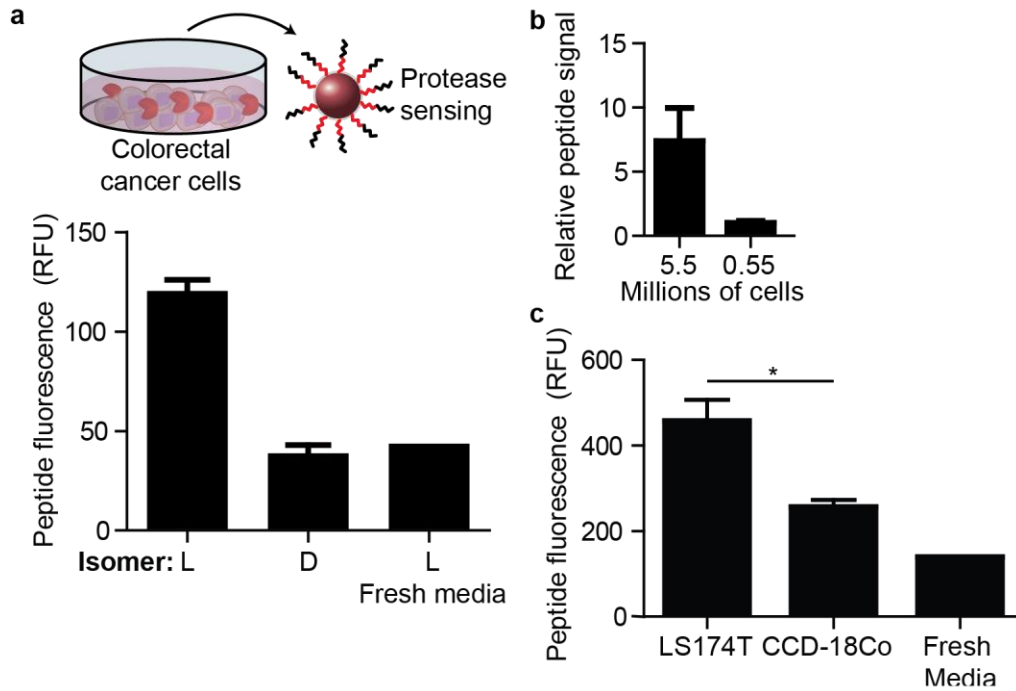 a
Protease
sensing
Colorectal
cancer cells
Peptide fluorescence (RFU)
150
100
50
0
Isomer: L D L
Fresh media
b
Relative peptide signal
15
10
5
0
5.5 0.55
Millions of cells
c
Peptide fluorescence (RFU)
600
400
200
0
*
LS174T CCD-18Co Fresh
Media